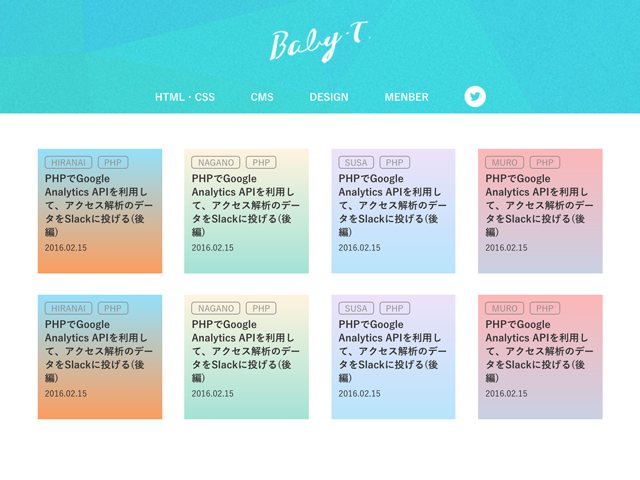 Baby.T.
HTML・CSS CMS DESIGN MENBER
HIRANAI PHP
PHPでGoogle
Analytics APIを利用し
て、アクセス解析のデー
タをSlackに投げる(後
編)
2016.02.15
NAGANO PHP
PHPでGoogle
Analytics APIを利用し
て、アクセス解析のデー
タをSlackに投げる(後
編)
2016.02.15
SUSA PHP
PHPでGoogle
Analytics APIを利用し
て、アクセス解析のデー
タをSlackに投げる(後
編)
2016.02.15
MURO PHP
PHPでGoogle
Analytics APIを利用し
て、アクセス解析のデー
タをSlackに投げる(後
編)
2016.02.15
HIRANAI PHP
PHPでGoogle
Analytics APIを利用し
て、アクセス解析のデー
タをSlackに投げる(後
編)
2016.02.15
NAGANO PHP
PHPでGoogle
Analytics APIを利用し
て、アクセス解析のデー
タをSlackに投げる(後
編)
2016.02.15
SUSA PHP
PHPでGoogle
Analytics APIを利用し
て、アクセス解析のデー
タをSlackに投げる(後
編)
2016.02.15
MURO PHP
PHPでGoogle
Analytics APIを利用し
て、アクセス解析のデー
タをSlackに投げる(後
編)
2016.02.15